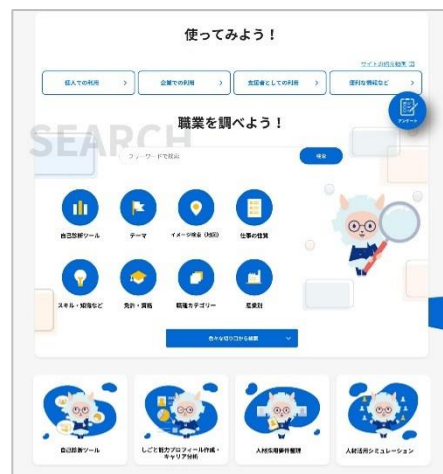 使ってみよう！
サイトの使い方動画
個人での利用
企業での利用
支援者としての利用
便利な情報など
アンケート
職業を調べよう！
SEARCH
フリーワードで検索
検索
自己診断ツール
テーマ
イメージ検索（地図）
仕事の性質
スキル・知識など
免許・資格
職種カテゴリー
産業別
色々な切り口から検索
自己診断ツール
しごと能力プロフィール作成・
キャリア分析
人材採用要件整理
人材活用シミュレーション